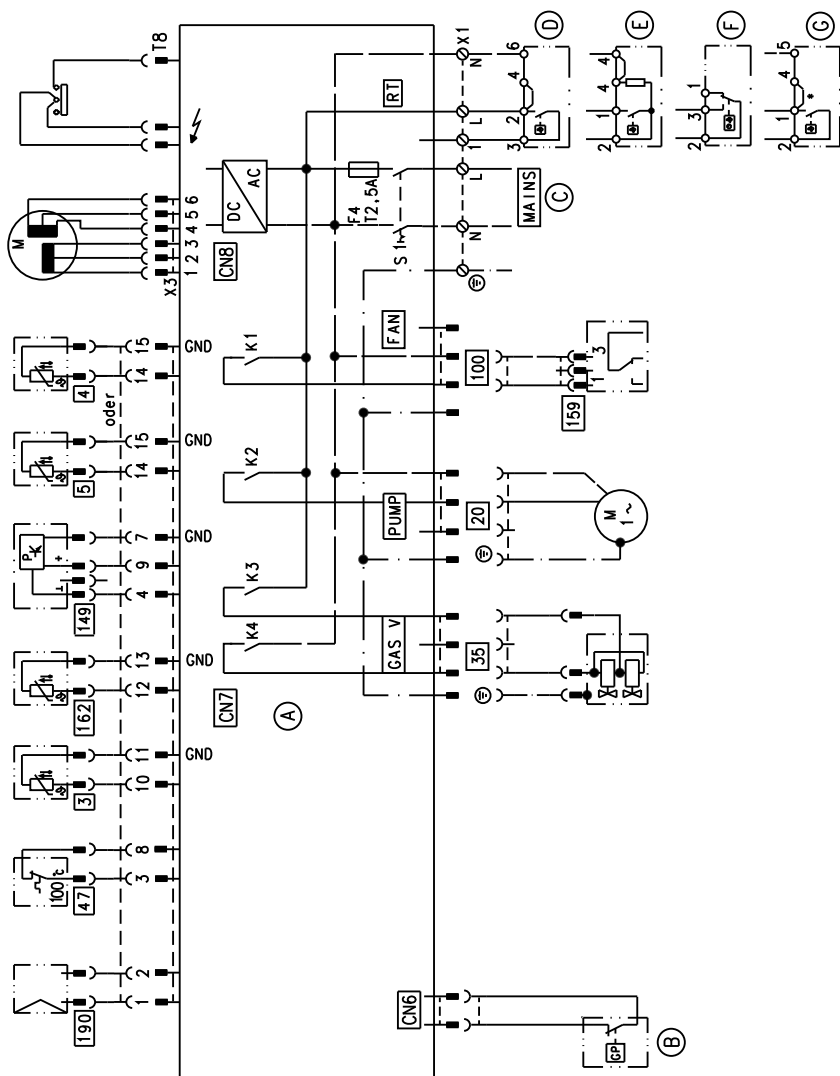 T8
M
6
5
4
3
2
1
X3
DC
AC
CN8
F4
T2,5A
S1
RT
X1
N
L
1
L
N
MAINS
C
6
4
2
3
D
4
4
1
2
E
1
3
2
F
5
4
1
*
2
G
15
14
GND
4
oder
15
14
GND
5
P
K
+
⊥
7
9
4
GND
149
13
12
GND
162
11
10
GND
3
100°C
8
3
47
2
1
190
K1
K2
K3
K4
CN7
A
FAN
100
3
1
159
PUMP
20
M
1~
GAS V
35
CN6
GP
B